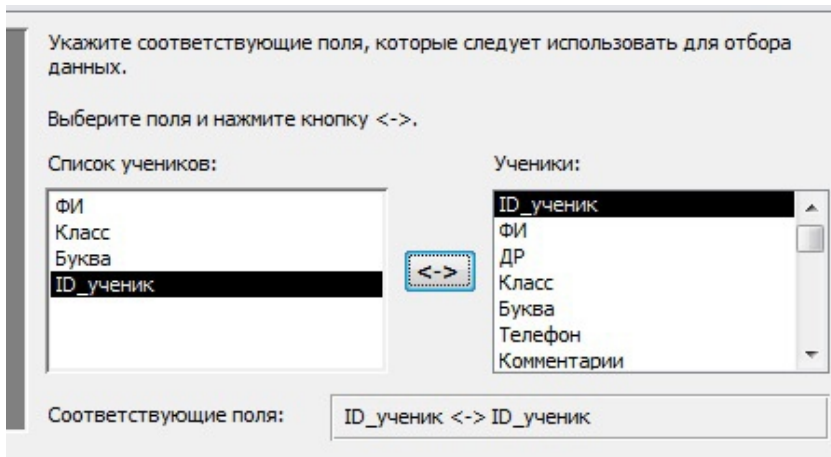 Укажите соответствующие поля, которые следует использовать для отбора
данных.
Выберите поля и нажмите кнопку <->.
Список учеников:
ФИ
Класс
Буква
ID_ученик
<->
Ученики:
ID_ученик
ФИ
ДР
Класс
Буква
Телефон
Комментарии
Соответствующие поля:
ID_ученик <-> ID_ученик